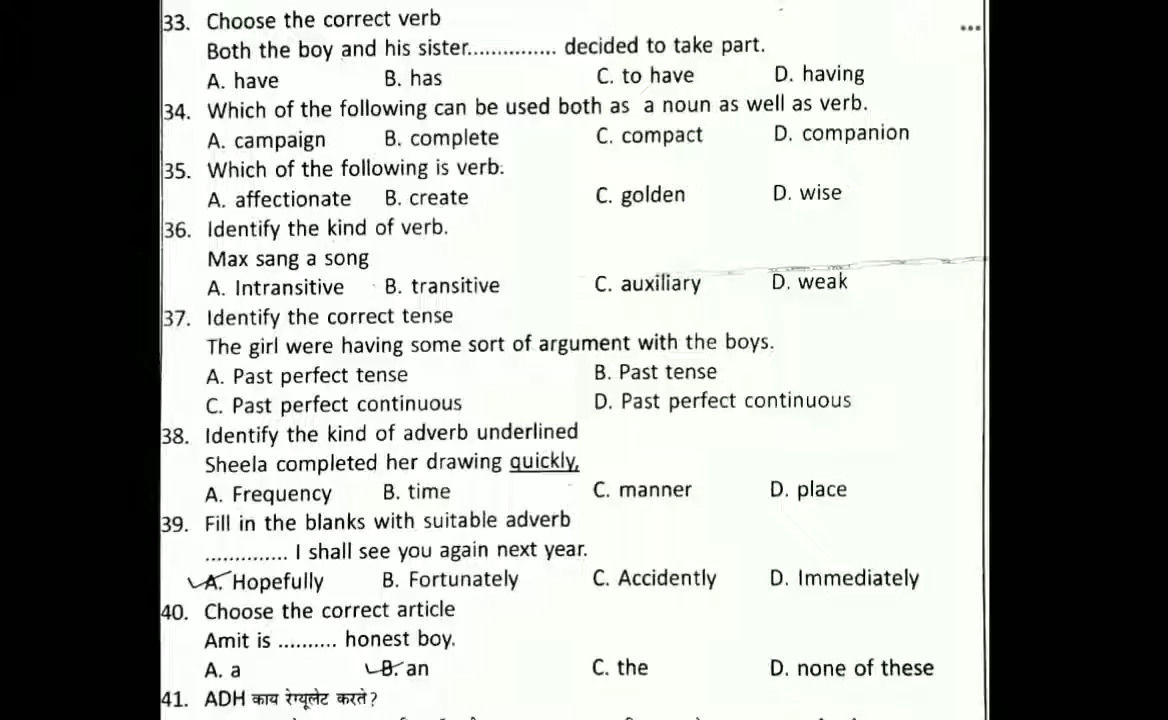 33. Choose the correct verb
Both the boy and his sister............... decided to take part.
A. have B. has C. to have D. having
34. Which of the following can be used both as a noun as well as verb.
A. campaign B. complete C. compact D. companion
35. Which of the following is verb.
A. affectionate B. create C. golden D. wise
36. Identify the kind of verb.
Max sang a song
A. Intransitive B. transitive C. auxiliary D. weak
37. Identify the correct tense
The girl were having some sort of argument with the boys.
A. Past perfect tense B. Past tense
C. Past perfect continuous D. Past perfect continuous
38. Identify the kind of adverb underlined
Sheela completed her drawing quickly,
A. Frequency B. time C. manner D. place
39. Fill in the blanks with suitable adverb
.............. I shall see you again next year.
A. Hopefully B. Fortunately C. Accidently D. Immediately
40. Choose the correct article
Amit is .......... honest boy.
A. a B. an C. the D. none of these
41. ADH काय रेग्यूलेट करते?